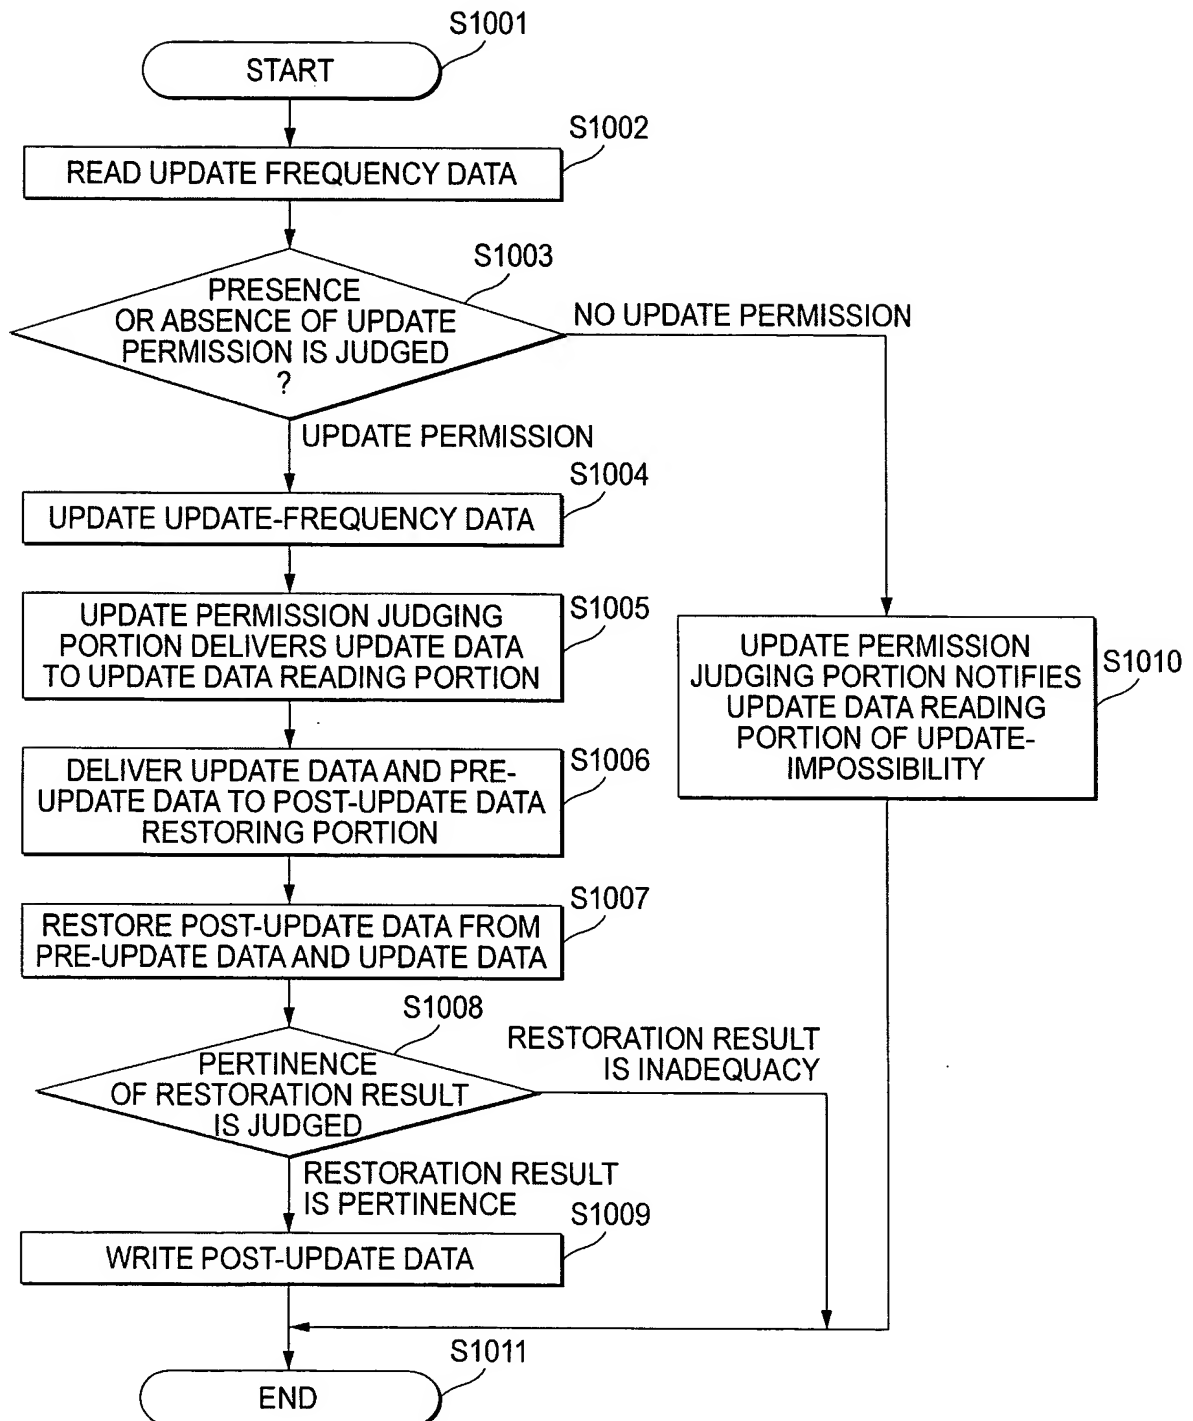 S1001
START
S1002
READ UPDATE FREQUENCY DATA
S1003
PRESENCE
OR ABSENCE OF UPDATE
PERMISSION IS JUDGED
?
NO UPDATE PERMISSION
UPDATE PERMISSION
S1004
UPDATE UPDATE-FREQUENCY DATA
S1005
UPDATE PERMISSION JUDGING
PORTION DELIVERS UPDATE DATA
TO UPDATE DATA READING PORTION
S1010
UPDATE PERMISSION
JUDGING PORTION NOTIFIES
UPDATE DATA READING
PORTION OF UPDATE-
IMPOSSIBILITY
S1006
DELIVER UPDATE DATA AND PRE-
UPDATE DATA TO POST-UPDATE DATA
RESTORING PORTION
S1007
RESTORE POST-UPDATE DATA FROM
PRE-UPDATE DATA AND UPDATE DATA
S1008
PERTINENCE
OF RESTORATION RESULT
IS JUDGED
RESTORATION RESULT
IS INADEQUACY
RESTORATION RESULT
IS PERTINENCE
S1009
WRITE POST-UPDATE DATA
S1011
END